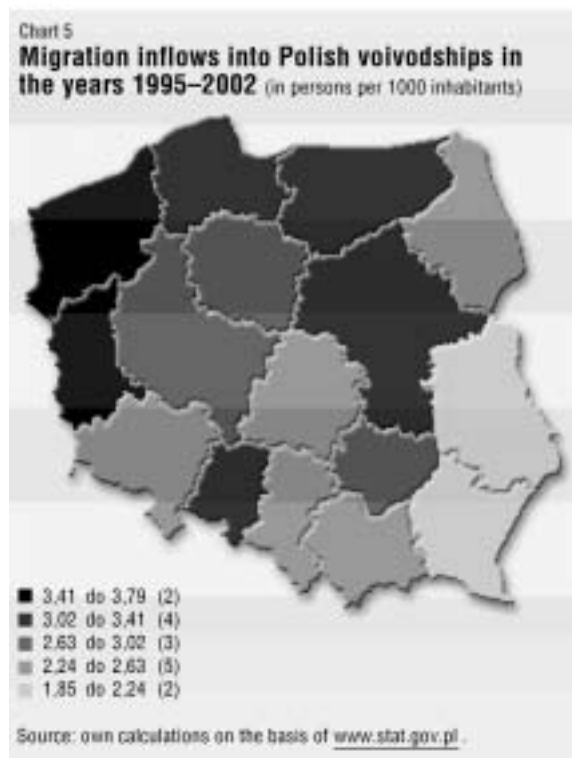 Chart 5
Migration inflows into Polish voivodships in
the years 1995–2002 (in persons per 1000 inhabitants)
3,41 do 3,79 (2)
3,02 do 3,41 (4)
2,63 do 3,02 (3)
2,24 do 2,63 (5)
1,85 do 2,24 (2)
Source: own calculations on the basis of www.stat.gov.pl .